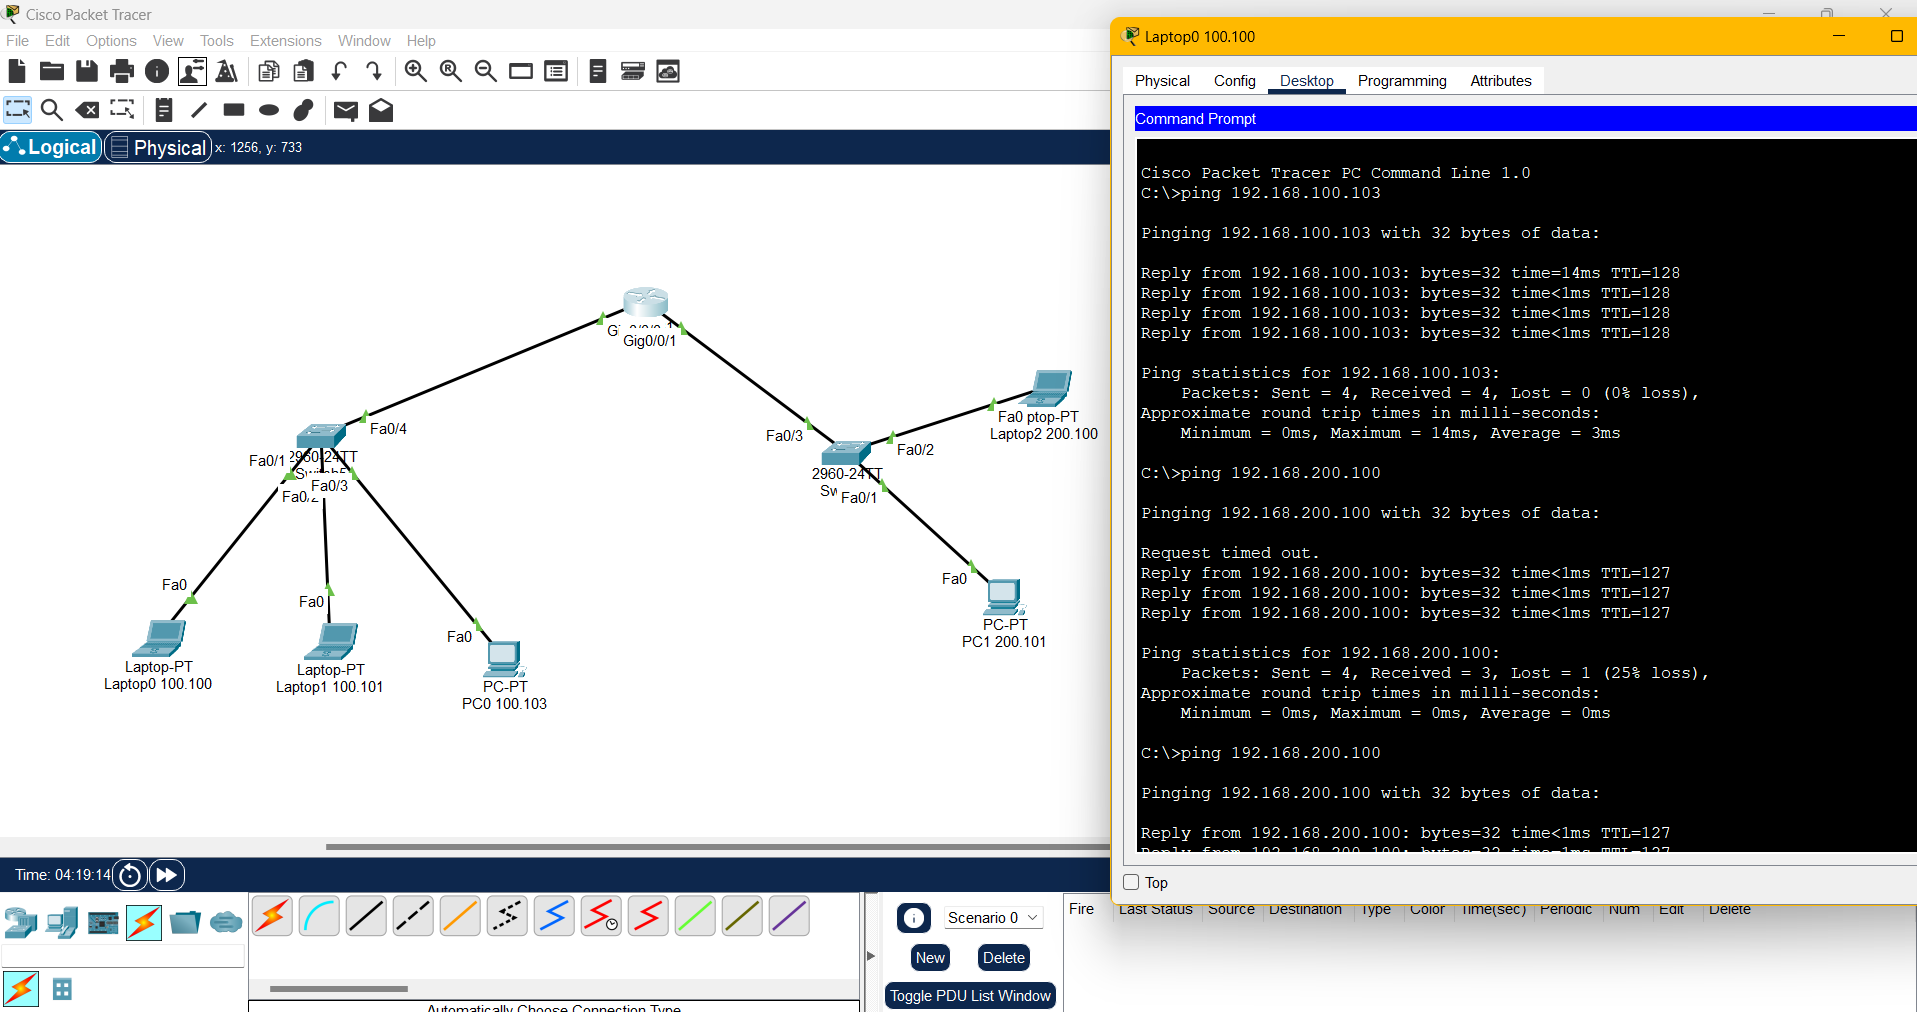 Cisco Packet Tracer
File Edit Options View Tools Extensions Window Help
Logical Physical x: 1256, y: 733
Gig0/0/1
Fa0/4
Fa0/1 2960-24TT
Fa0/3
Fa0
Laptop-PT
Laptop0 100.100
Fa0
Laptop-PT
Laptop1 100.101
Fa0
PC-PT
PC0 100.103
Fa0 ptop-PT
Laptop2 200.100
Fa0/3
Fa0/2
2960-24TT
Fa0/1
Fa0
PC-PT
PC1 200.101
Time: 04:19:14
Automatically Choose Connection Type
Scenario 0
New Delete
Toggle PDU List Window
Fire Last Status Source Destination Type Color Time(sec) Periodic Num Edit Delete
Laptop0 100.100
Physical Config Desktop Programming Attributes
Command Prompt
Cisco Packet Tracer PC Command Line 1.0
C:\>ping 192.168.100.103
Pinging 192.168.100.103 with 32 bytes of data:
Reply from 192.168.100.103: bytes=32 time=14ms TTL=128
Reply from 192.168.100.103: bytes=32 time<1ms TTL=128
Reply from 192.168.100.103: bytes=32 time<1ms TTL=128
Reply from 192.168.100.103: bytes=32 time<1ms TTL=128
Ping statistics for 192.168.100.103:
Packets: Sent = 4, Received = 4, Lost = 0 (0% loss),
Approximate round trip times in milli-seconds:
Minimum = 0ms, Maximum = 14ms, Average = 3ms
C:\>ping 192.168.200.100
Pinging 192.168.200.100 with 32 bytes of data:
Request timed out.
Reply from 192.168.200.100: bytes=32 time<1ms TTL=127
Reply from 192.168.200.100: bytes=32 time<1ms TTL=127
Reply from 192.168.200.100: bytes=32 time<1ms TTL=127
Ping statistics for 192.168.200.100:
Packets: Sent = 4, Received = 3, Lost = 1 (25% loss),
Approximate round trip times in milli-seconds:
Minimum = 0ms, Maximum = 0ms, Average = 0ms
C:\>ping 192.168.200.100
Pinging 192.168.200.100 with 32 bytes of data:
Reply from 192.168.200.100: bytes=32 time<1ms TTL=127
Reply from 192.168.200.100: bytes=32 time<1ms TTL=127
Top